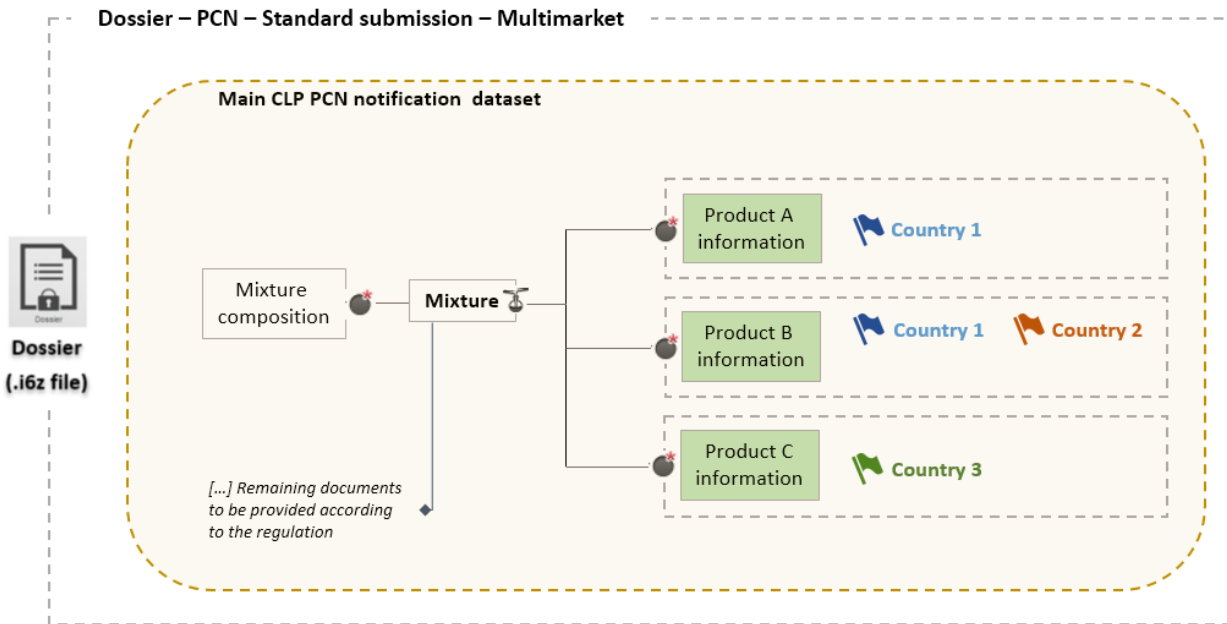 Dossier – PCN – Standard submission – Multimarket
Main CLP PCN notification dataset
Product A
information
Country 1
Mixture
composition
Mixture
Product B
information
Country 1
Country 2
Dossier
Dossier
(.i6z file)
Product C
information
Country 3
[...] Remaining documents
to be provided according
to the regulation